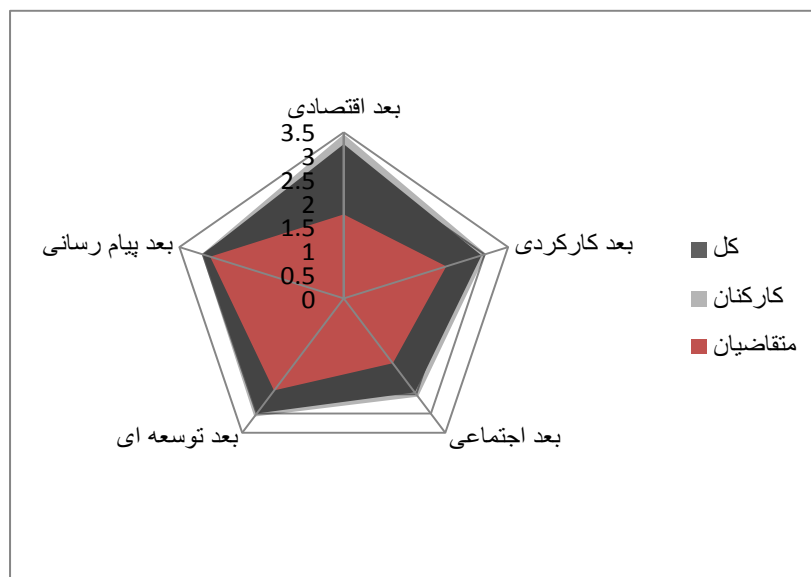 بعد اقتصادی
3.5
3
2.5
2
1.5
1
0.5
0
بعد کارکردی
بعد اجتماعی
بعد توسعه ای
بعد پیام رسانی
کل
کارکنان
متقاضیان